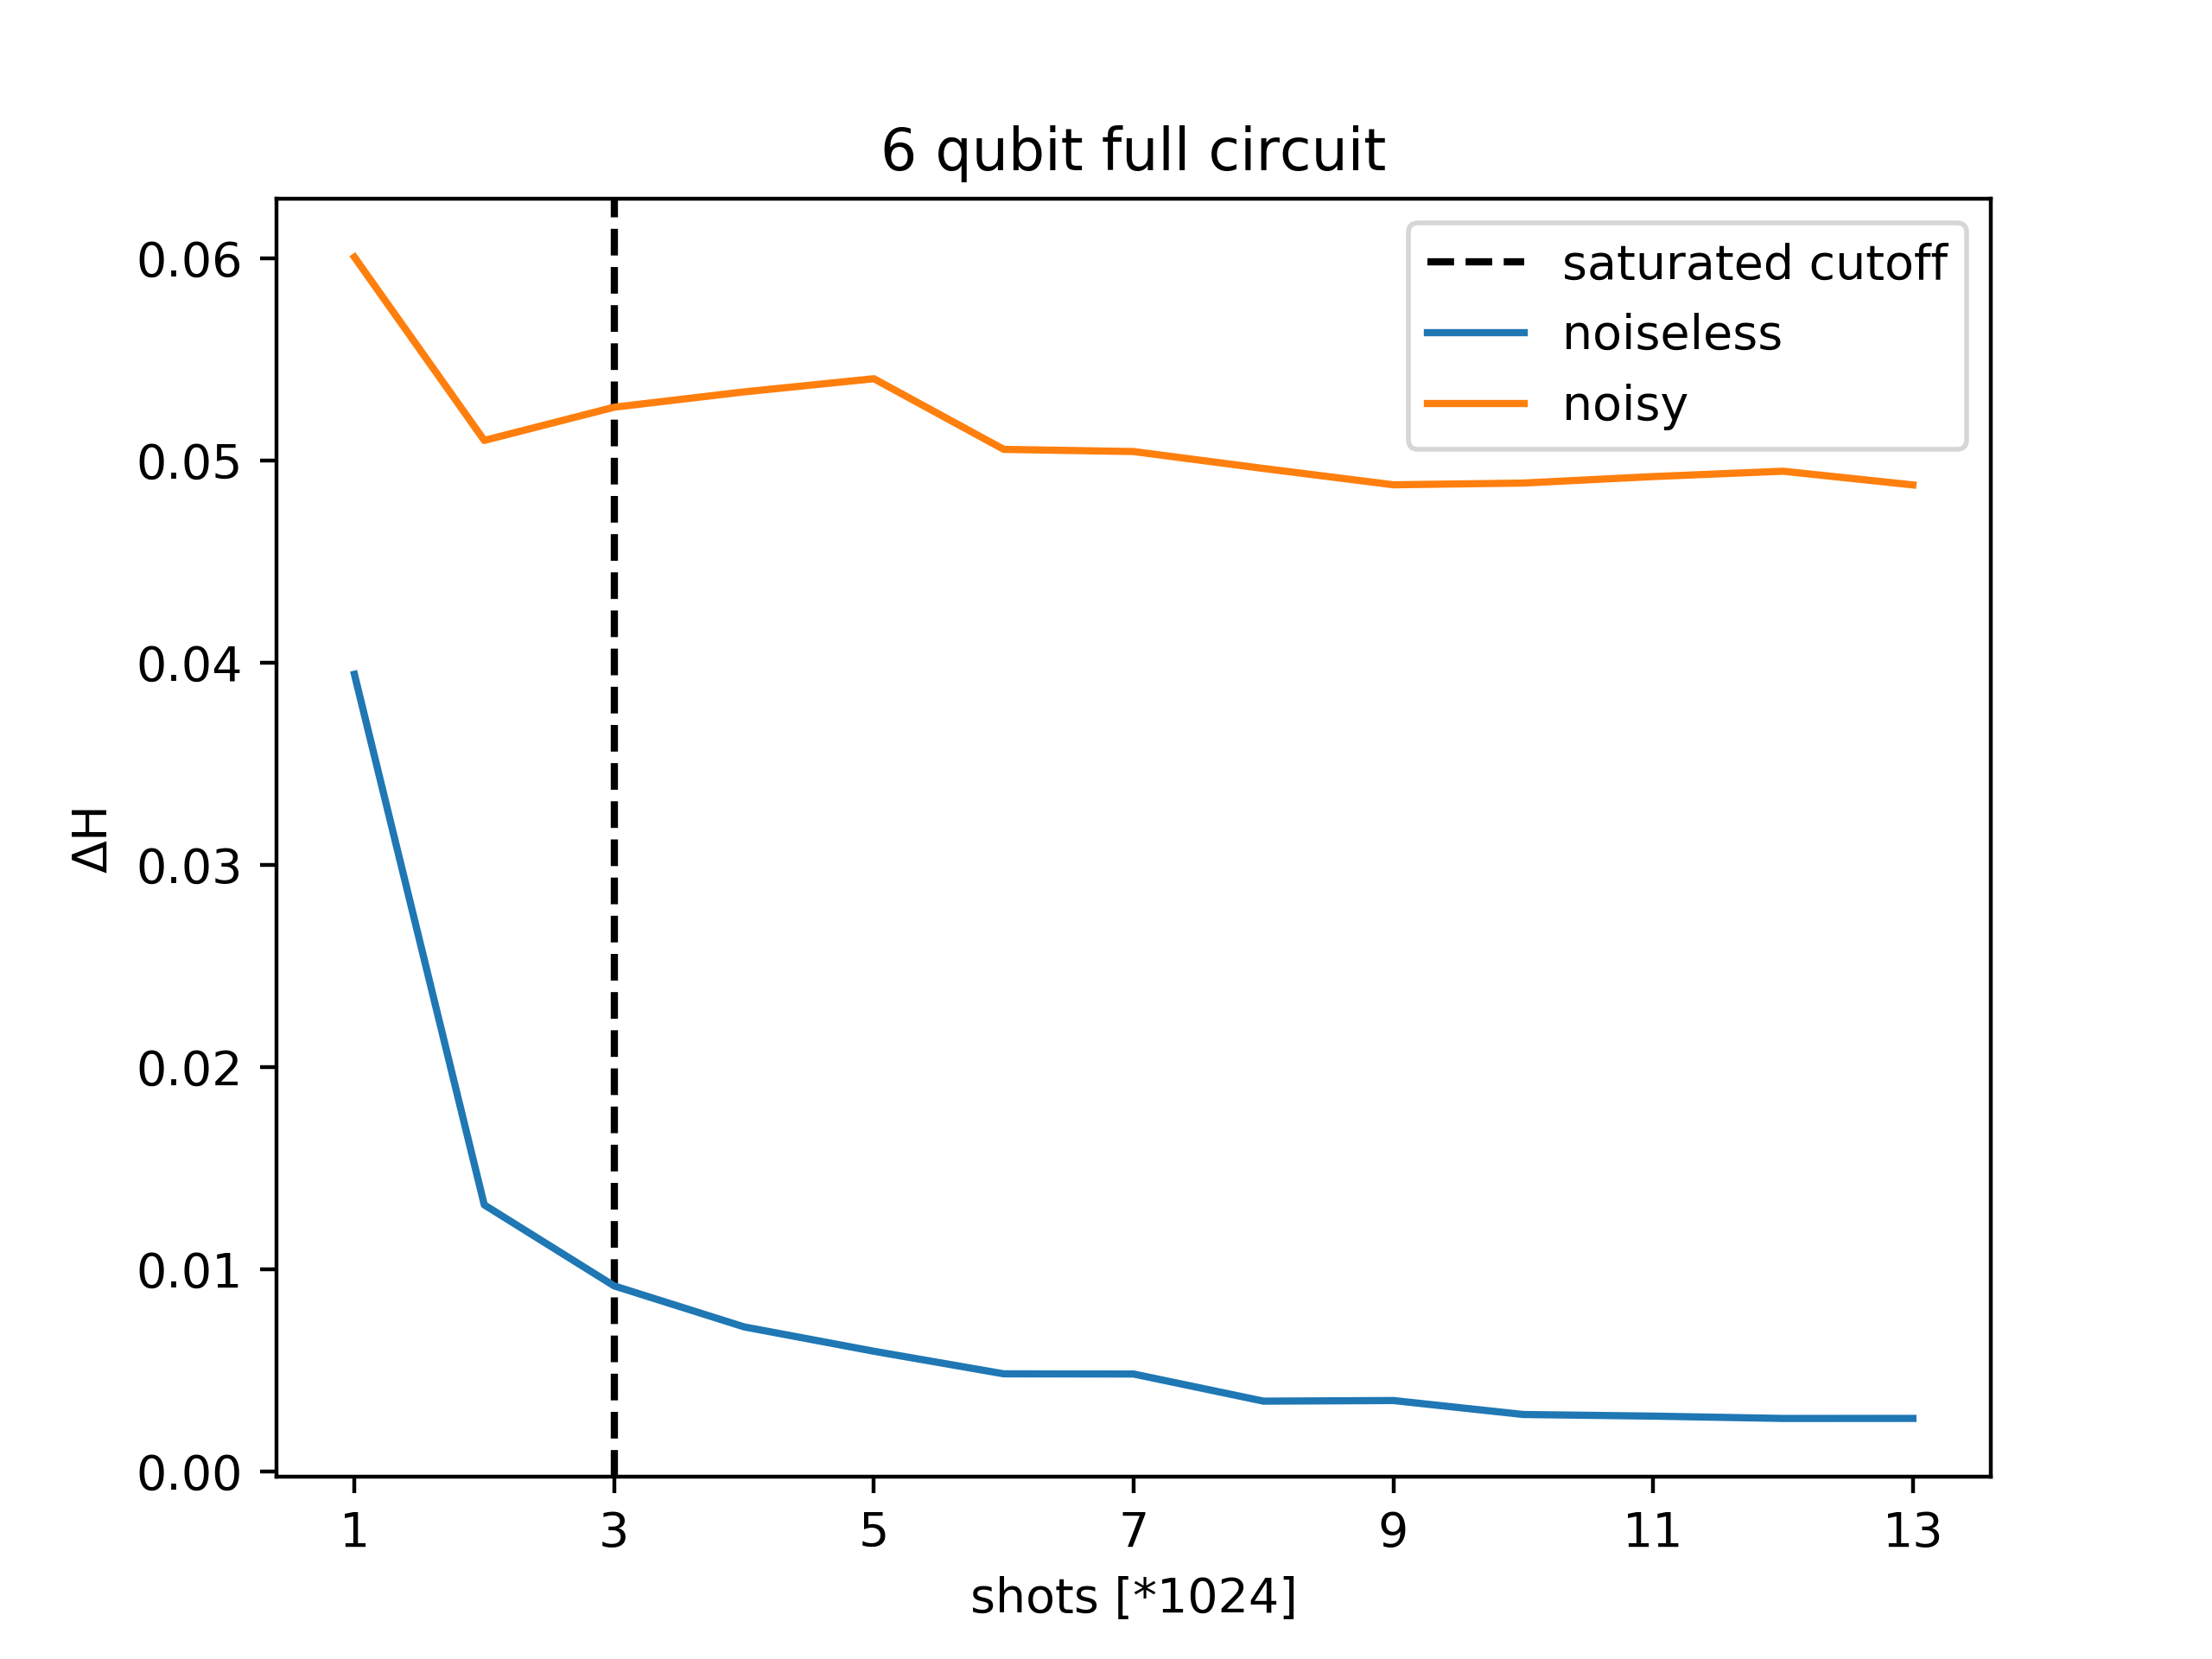 6 qubit full circuit
saturated cutoff
noiseless
noisy
0.06
0.05
0.04
0.03
0.02
0.01
0.00
ΔH
1 3 5 7 9 11 13
shots [*1024]